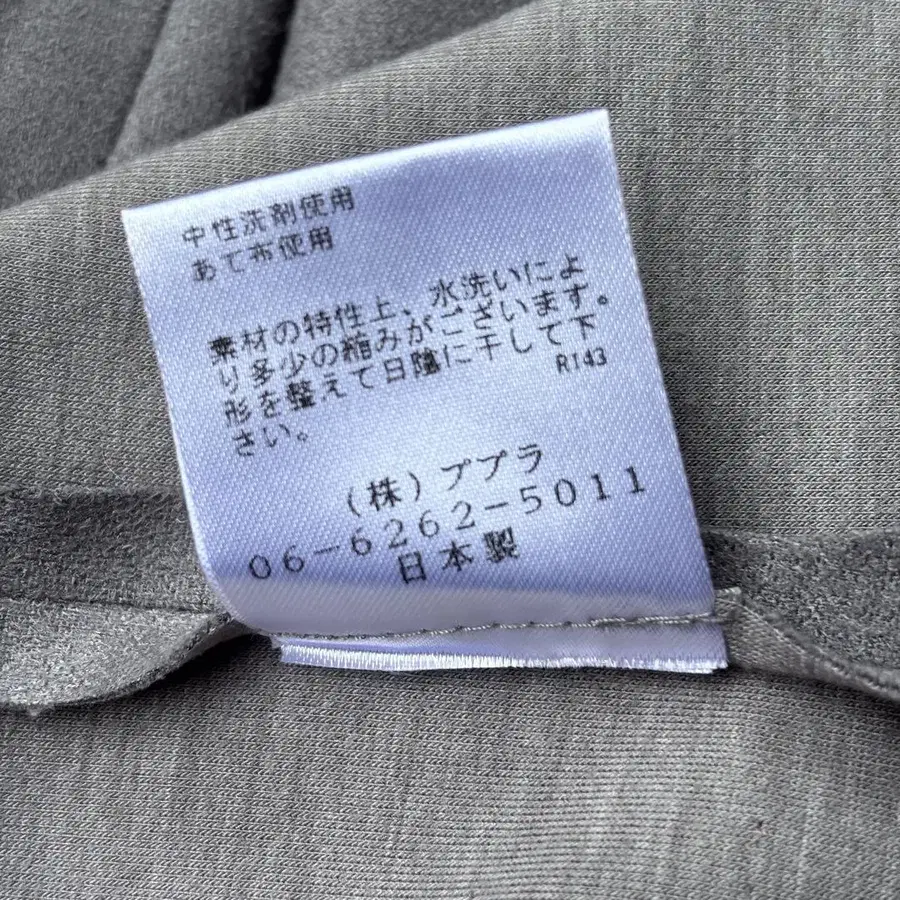 中性洗剤使用
あて布使用
素材の特性上、水洗いによ
り多少の縮みがございます。
形を整えて日陰に干して下
さい。
R143
（株）ププラ
06-6262-5011
日本製